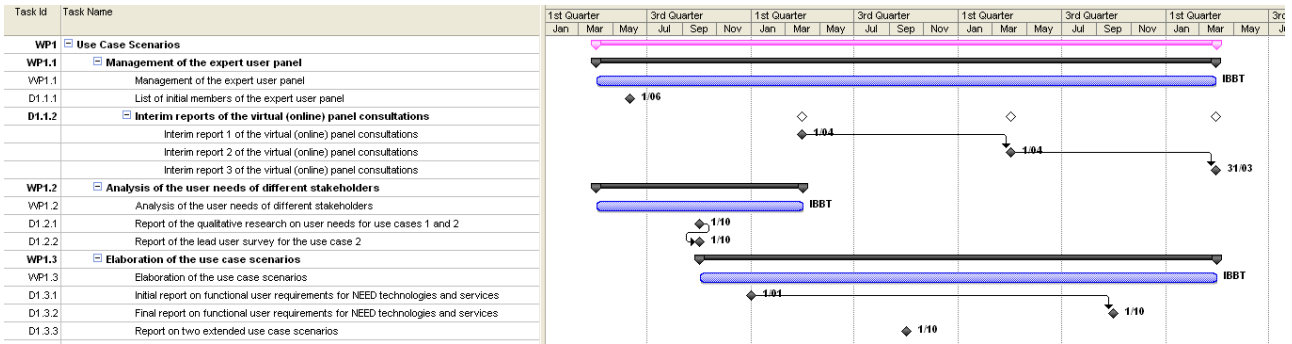 Task Id Task Name 1st Quarter 3rd Quarter 1st Quarter 3rd Quarter 1st Quarter 3rd Quarter 1st Quarter 3rd
Jan Mar May Jul Sep Nov Jan Mar May Jul Sep Nov Jan Mar May Jul Sep Nov Jan Mar May
WP1 Use Case Scenarios
WP1.1 Management of the expert user panel
WP1.1 Management of the expert user panel IBBT
D1.1.1 List of initial members of the expert user panel 1/06
D1.1.2 Interim reports of the virtual (online) panel consultations
Interim report 1 of the virtual (online) panel consultations 1/04
Interim report 2 of the virtual (online) panel consultations 1/04
Interim report 3 of the virtual (online) panel consultations 31/03
WP1.2 Analysis of the user needs of different stakeholders
WP1.2 Analysis of the user needs of different stakeholders IBBT
D1.2.1 Report of the qualitative research on user needs for use cases 1 and 2 1/10
D1.2.2 Report of the lead user survey for the use case 2 1/10
WP1.3 Elaboration of the use case scenarios
WP1.3 Elaboration of the use case scenarios IBBT
D1.3.1 Initial report on functional user requirements for NEED technologies and services 1/01
D1.3.2 Final report on functional user requirements for NEED technologies and services 1/10
D1.3.3 Report on two extended use case scenarios 1/10